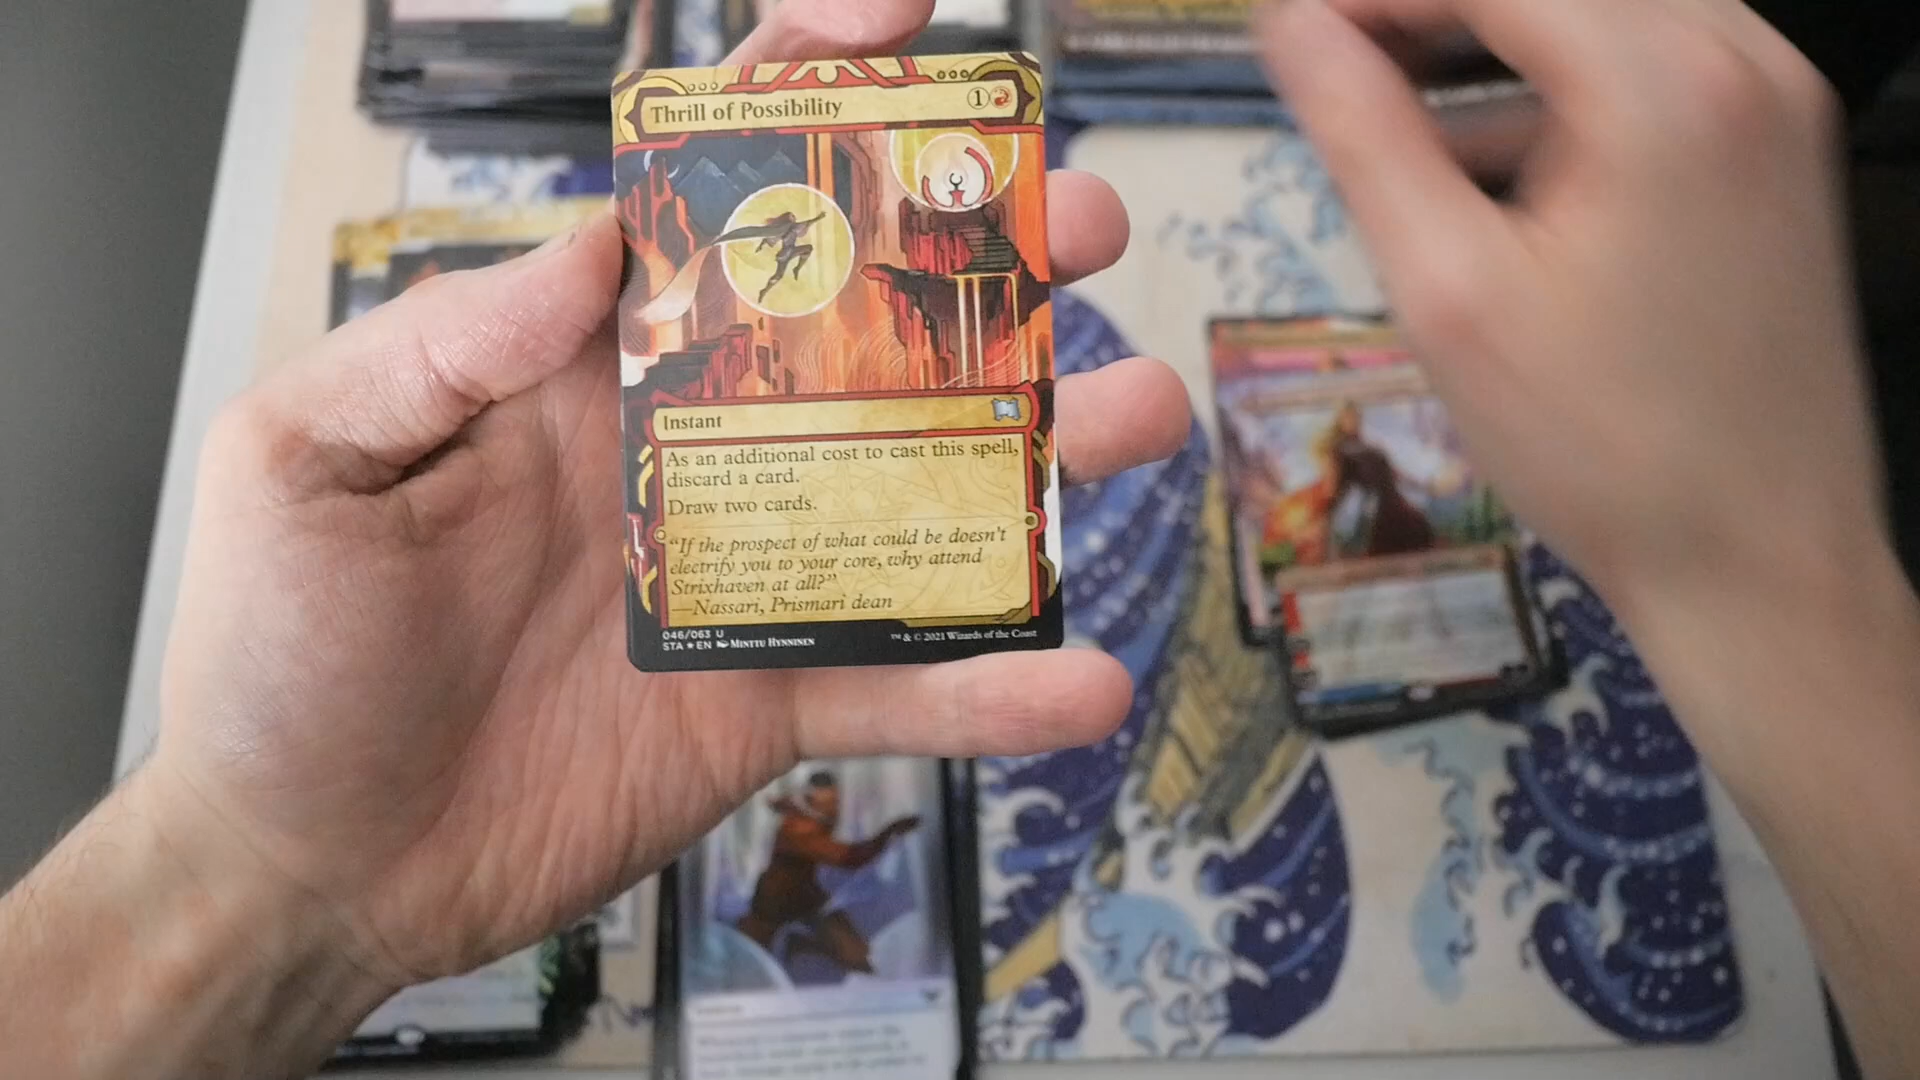 Thrill of Possibility 1
Instant
As an additional cost to cast this spell,
discard a card.
Draw two cards.
“If the prospect of what could be doesn’t
electrify you to your core, why attend
Strixhaven at all?”
—Nassari, Prismari dean
046/063 U
STA ★ EN Minttu Hynninen
™ & © 2021 Wizards of the Coast